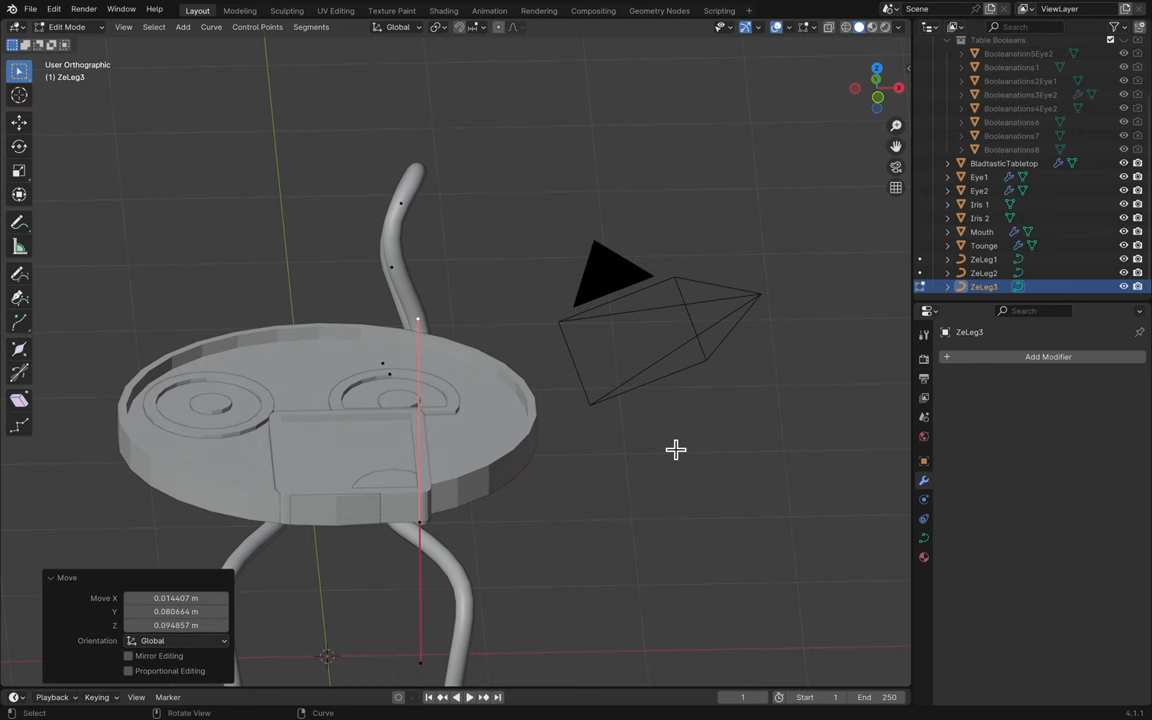 File Edit Render Window Help Layout Modeling Sculpting UV Editing Texture Paint Shading Animation Rendering Compositing Geometry Nodes Scripting Scene ViewLayer
Edit Mode View Select Add Curve Control Points Segments Global Search
User Orthographic
(1) ZeLeg3
Z
X
Table Booleans
Booleanation5Eye2
Booleanations1
Booleanations2Eye1
Booleanations3Eye2
Booleanations4Eye2
Booleanations6
Booleanations7
Booleanations8
BladtasticTabletop
Eye1
Eye2
Iris 1
Iris 2
Mouth
Tounge
ZeLeg1
ZeLeg2
ZeLeg3
Search
ZeLeg3
Add Modifier
Move
Move X 0.014407 m
Y 0.080664 m
Z 0.094857 m
Orientation Global
Mirror Editing
Proportional Editing
Playback Keying View Marker 1 Start 1 End 250
Select Rotate View Curve 4.1.1